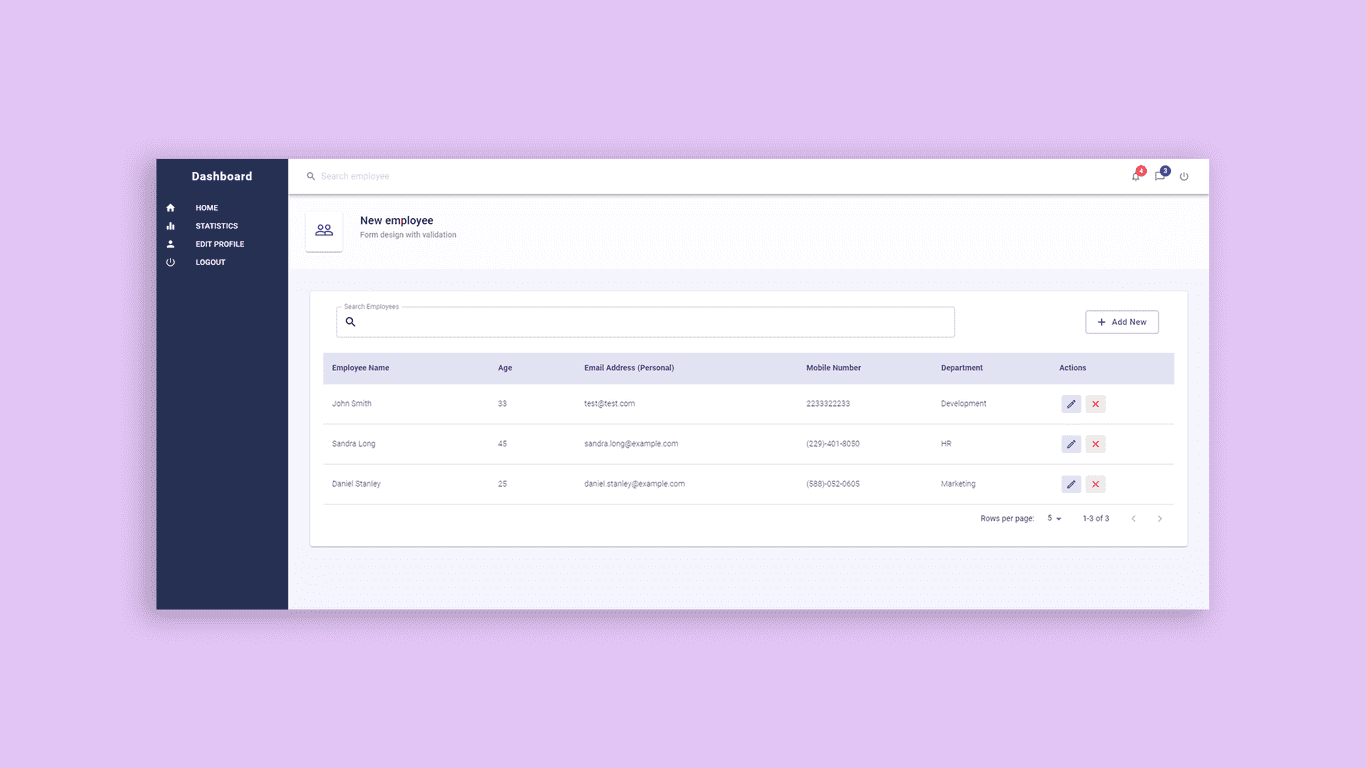 Dashboard
HOME
STATISTICS
EDIT PROFILE
LOGOUT
Search employee
4
3
New employee
Form design with validation
Search Employees
Add New
Employee Name Age Email Address (Personal) Mobile Number Department Actions
John Smith 33 test@test.com 2233322233 Development
Sandra Long 45 sandra.long@example.com (229)-401-8050 HR
Daniel Stanley 25 daniel.stanley@example.com (588)-052-0605 Marketing
Rows per page: 5 1-3 of 3